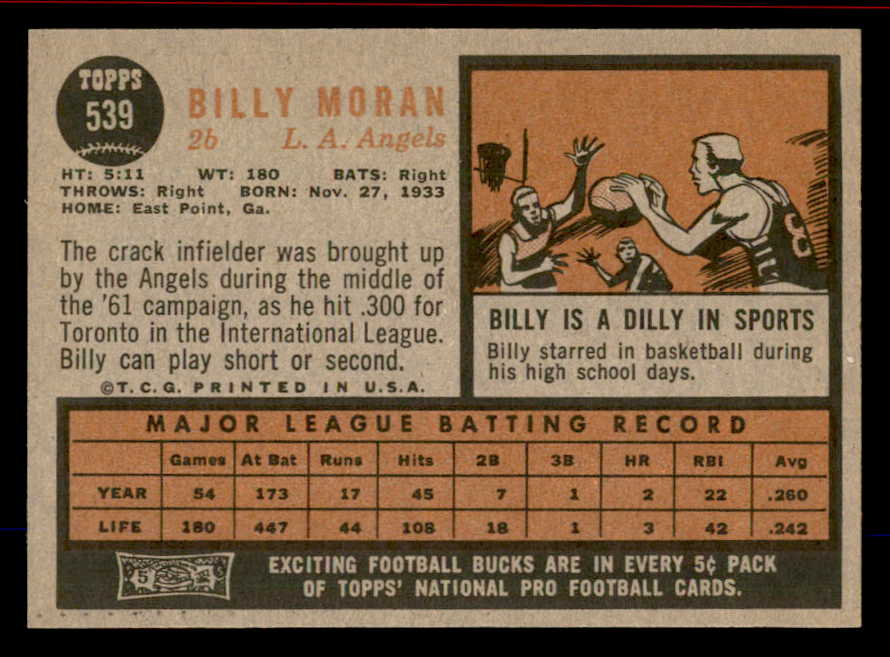 TOPPS
539
BILLY MORAN
2b L. A. Angels
HT: 5:11 WT: 180 BATS: Right
THROWS: Right BORN: Nov. 27, 1933
HOME: East Point, Ga.
The crack infielder was brought up
by the Angels during the middle of
the '61 campaign, as he hit .300 for
Toronto in the International League.
Billy can play short or second.
©T.C.G. PRINTED IN U.S.A.
8
BILLY IS A DILLY IN SPORTS
Billy starred in basketball during
his high school days.
MAJOR LEAGUE BATTING RECORD
Games At Bat Runs Hits 2B 3B HR RBI Avg
YEAR 54 173 17 45 7 1 2 22 .260
LIFE 180 447 44 108 18 1 3 42 .242
5
EXCITING FOOTBALL BUCKS ARE IN EVERY 5¢ PACK
OF TOPPS' NATIONAL PRO FOOTBALL CARDS.